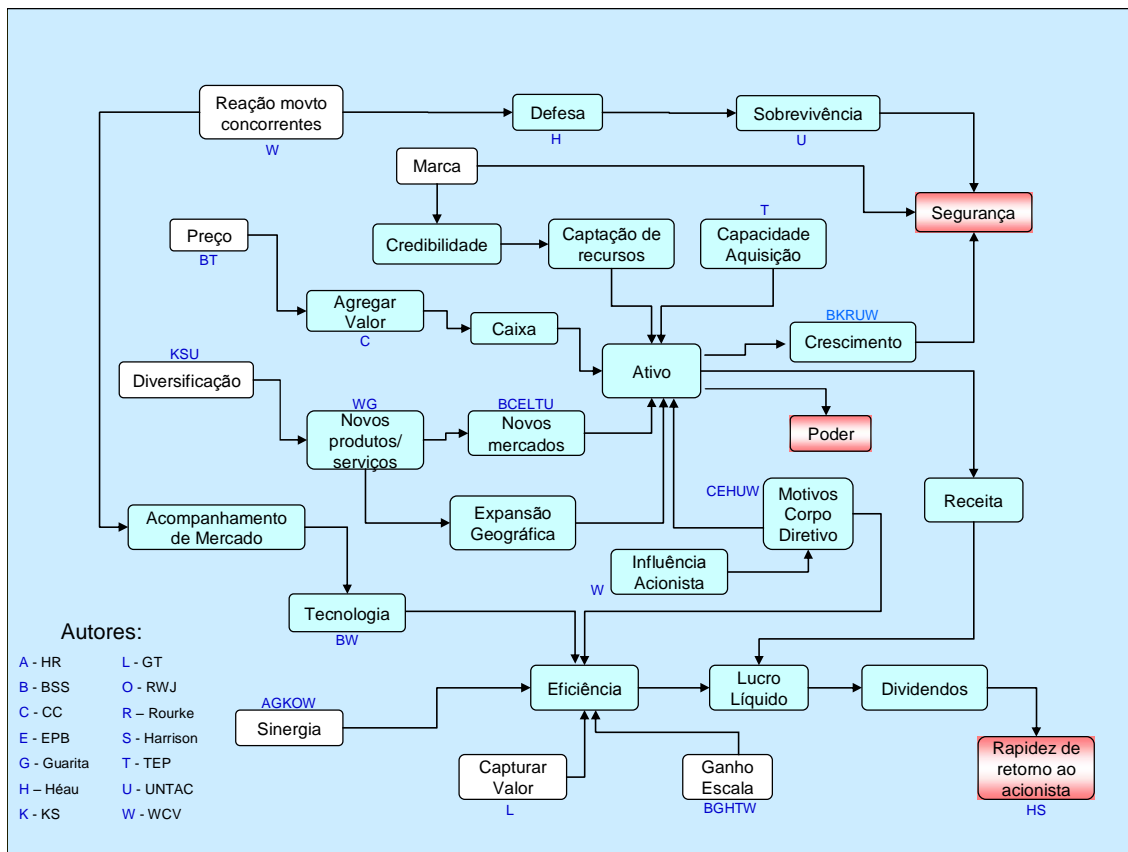 Reação movto
concorrentes
W
Defesa
H
Sobrevivência
U
Marca
Segurança
Preço
BT
Credibilidade
Captação de
recursos
T
Capacidade
Aquisição
Agregar
Valor
C
Caixa
BKRUW
Crescimento
Ativo
KSU
Diversificação
WG
Novos
produtos/
serviços
BCELTU
Novos
mercados
Poder
Acompanhamento
de Mercado
Expansão
Geográfica
CEHUW
Motivos
Corpo
Diretivo
Receita
W
Influência
Acionista
Tecnologia
BW
AGKOW
Sinergia
Eficiência
Lucro
Líquido
Dividendos
Capturar
Valor
L
Ganho
Escala
BGHTW
Rapidez de
retorno ao
acionista
HS
Autores:
A - HR
B - BSS
C - CC
E - EPB
G - Guarita
H – Héau
K - KS
L - GT
O - RWJ
R – Rourke
S - Harrison
T - TEP
U - UNTAC
W - WCV